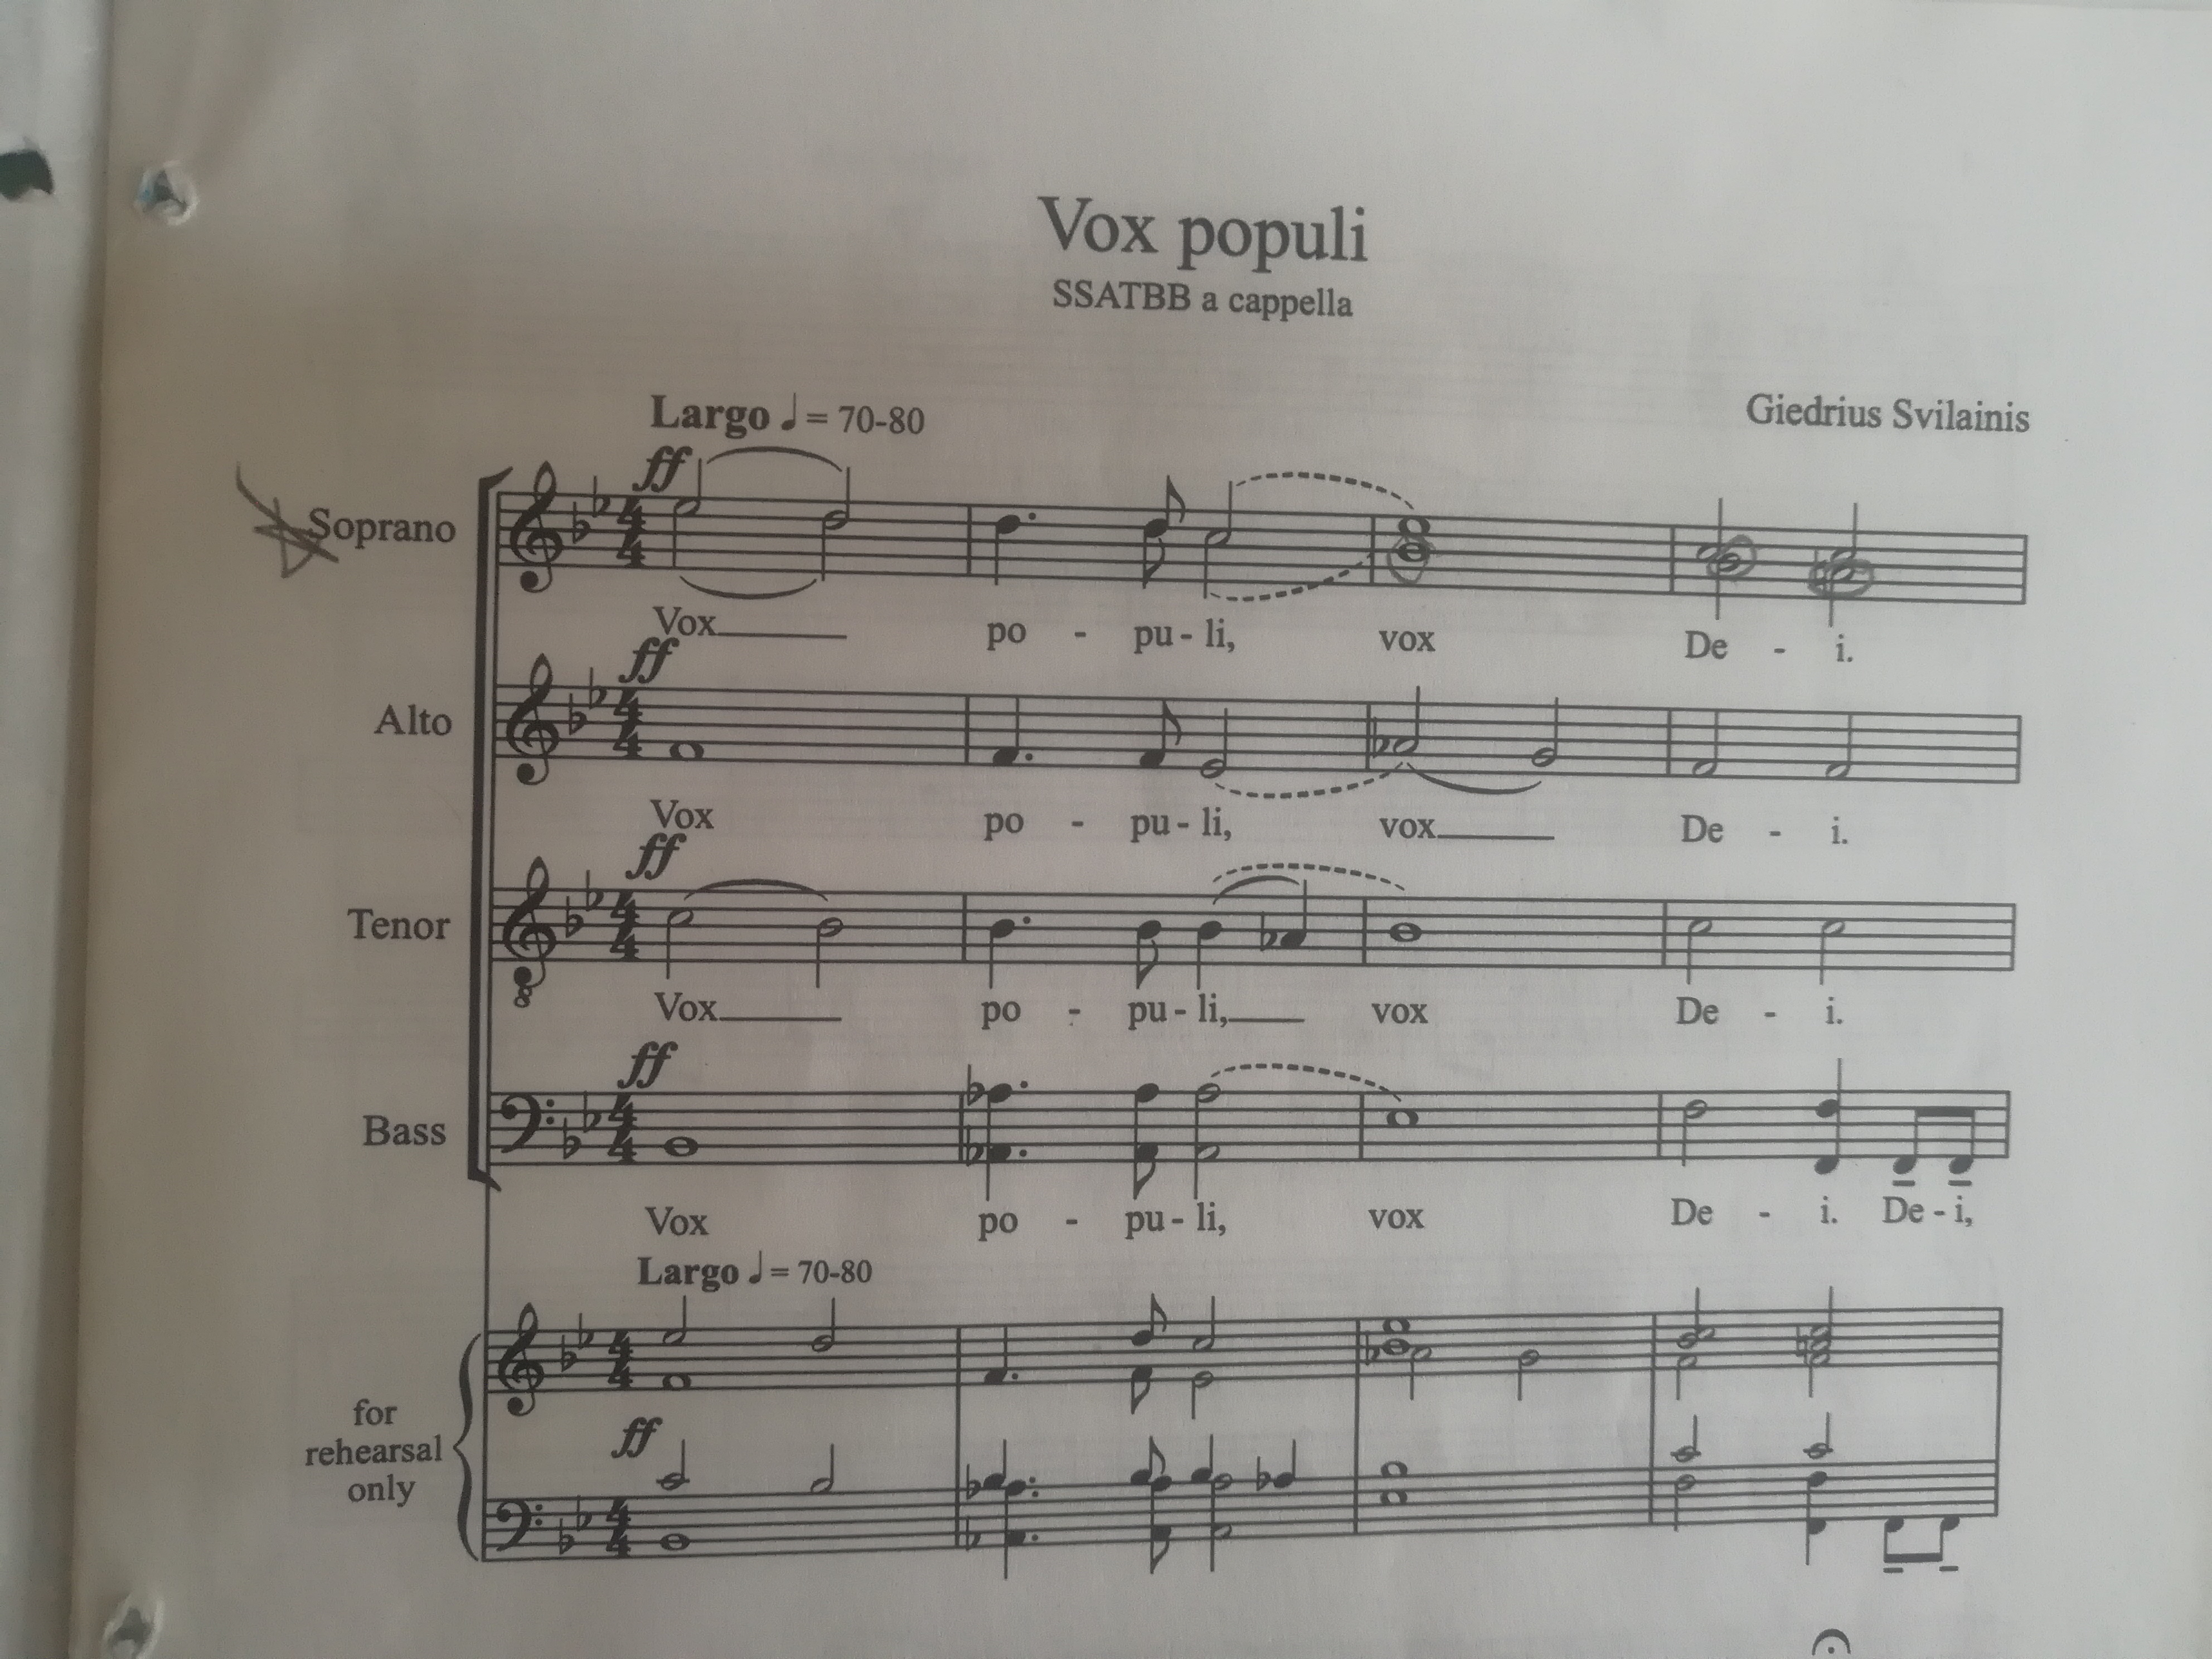 Vox populi
SSATBB a cappella
Largo ♩ = 70-80
Giedrius Svilainis
ff
Soprano
Vox po - pu - li, vox De - i.
ff
Alto
Vox po - pu - li, vox De - i.
ff
Tenor
Vox po - pu - li, vox De - i.
ff
Bass
Vox po - pu - li, vox De - i. De - i,
Largo ♩ = 70-80
for
rehearsal
only
ff